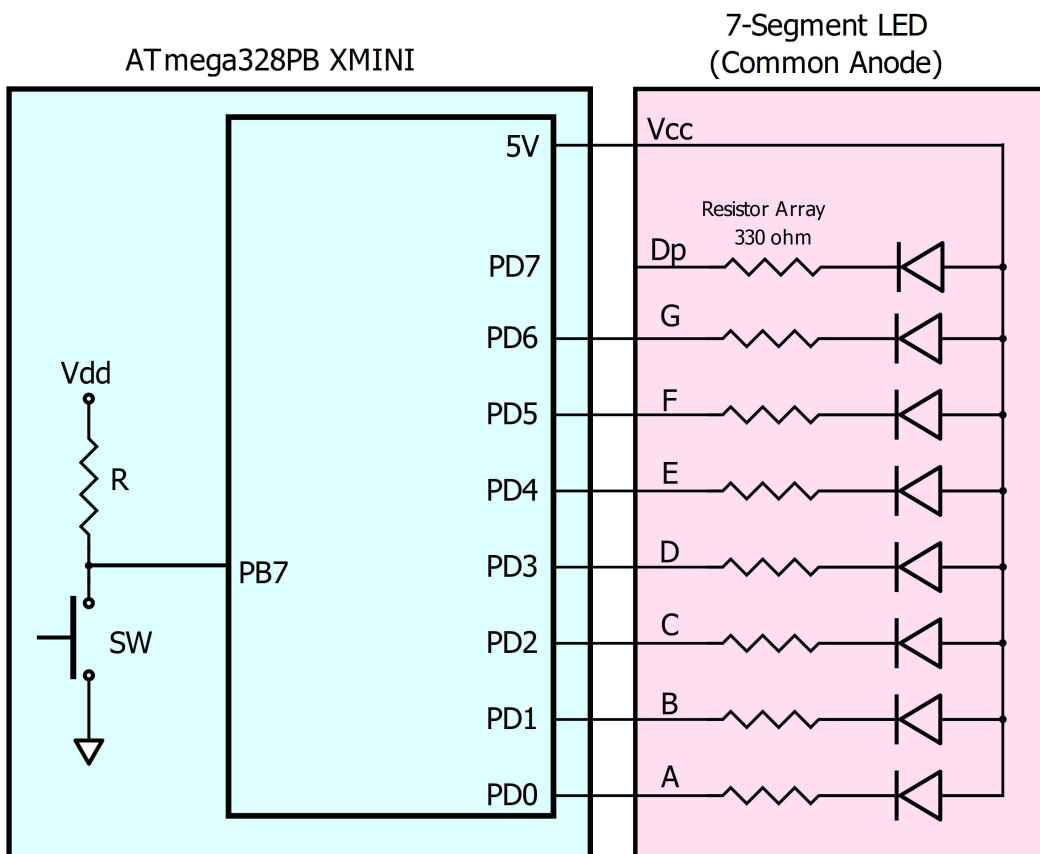 7-Segment LED
(Common Anode)
ATmega328PB XMINI
5V
Vcc
Resistor Array
330 ohm
PD7
Dp
PD6
G
Vdd
PD5
F
R
PD4
E
PB7
PD3
D
SW
PD2
C
PD1
B
PD0
A